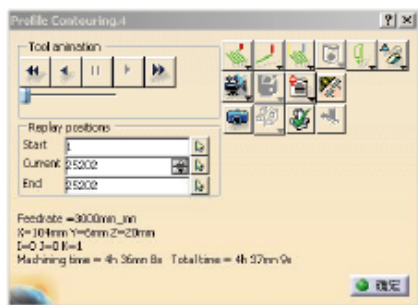 Profile Contouring.4
Tool animation
Replay positions
Start 1
Current 25202
End 25202
Feedrate =3000mm_mn
X=104mm Y=6mm Z=20mm
I=0 J=0 K=1
Machining time = 4h 36mn 8s Total time = 4h 37mn 9s
确定